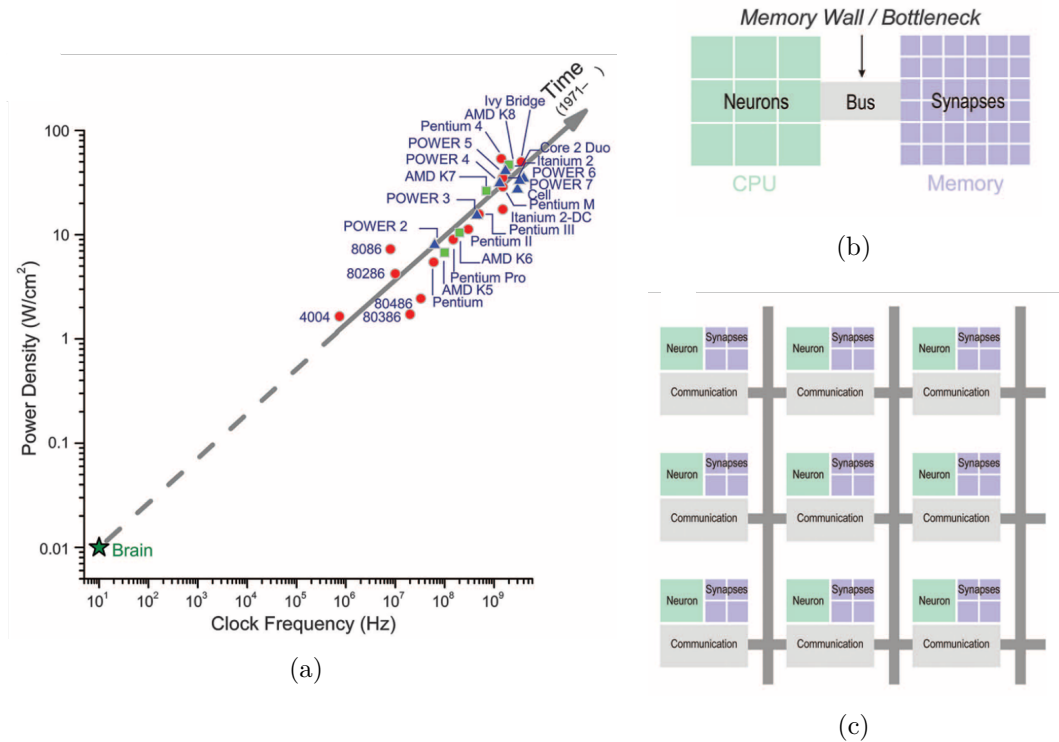 Time
(1971– )
Ivy Bridge
AMD K8
Pentium 4
POWER 5
POWER 4
AMD K7
POWER 3
POWER 2
8086
80286
4004
Core 2 Duo
Itanium 2
POWER 6
POWER 7
Cell
Pentium M
Itanium 2-DC
Pentium III
Pentium II
AMD K6
Pentium Pro
AMD K5
Pentium
80486
80386
Brain
100
10
1
0.1
0.01
Power Density (W/cm²)
10¹ 10² 10³ 10⁴ 10⁵ 10⁶ 10⁷ 10⁸ 10⁹
Clock Frequency (Hz)
(a)
Memory Wall / Bottleneck
Neurons Bus Synapses
CPU Memory
(b)
Neuron Synapses Neuron Synapses Neuron Synapses
Communication Communication Communication
Neuron Synapses Neuron Synapses Neuron Synapses
Communication Communication Communication
Neuron Synapses Neuron Synapses Neuron Synapses
Communication Communication Communication
(c)